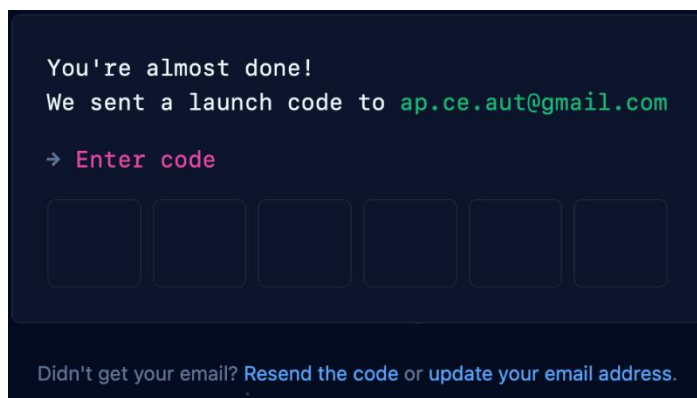 You're almost done!
We sent a launch code to ap.ce.aut@gmail.com
→ Enter code
Didn't get your email? Resend the code or update your email address.